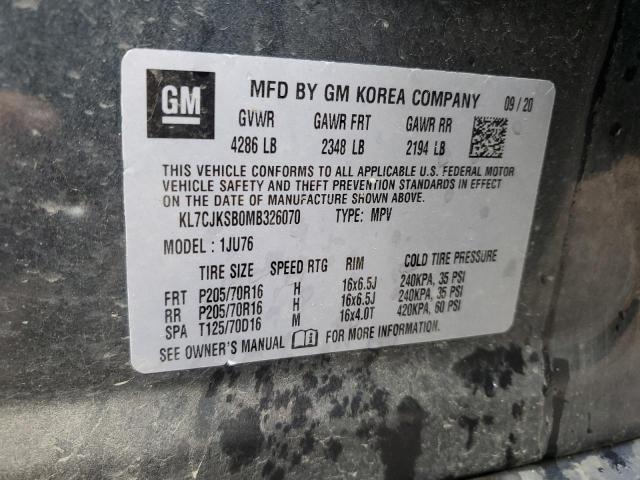 GM
MFD BY GM KOREA COMPANY 09/20
GVWR GAWR FRT GAWR RR
4286 LB 2348 LB 2194 LB
THIS VEHICLE CONFORMS TO ALL APPLICABLE U.S. FEDERAL MOTOR
VEHICLE SAFETY AND THEFT PREVENTION STANDARDS IN EFFECT
ON THE DATE OF MANUFACTURE SHOWN ABOVE.
KL7CJKSB0MB326070 TYPE: MPV
MODEL: 1JU76
TIRE SIZE SPEED RTG RIM COLD TIRE PRESSURE
FRT P205/70R16 H 16x6.5J 240KPA, 35 PSI
RR P205/70R16 H 16x6.5J 240KPA, 35 PSI
SPA T125/70D16 M 16x4.0T 420KPA, 60 PSI
SEE OWNER'S MANUAL FOR MORE INFORMATION.